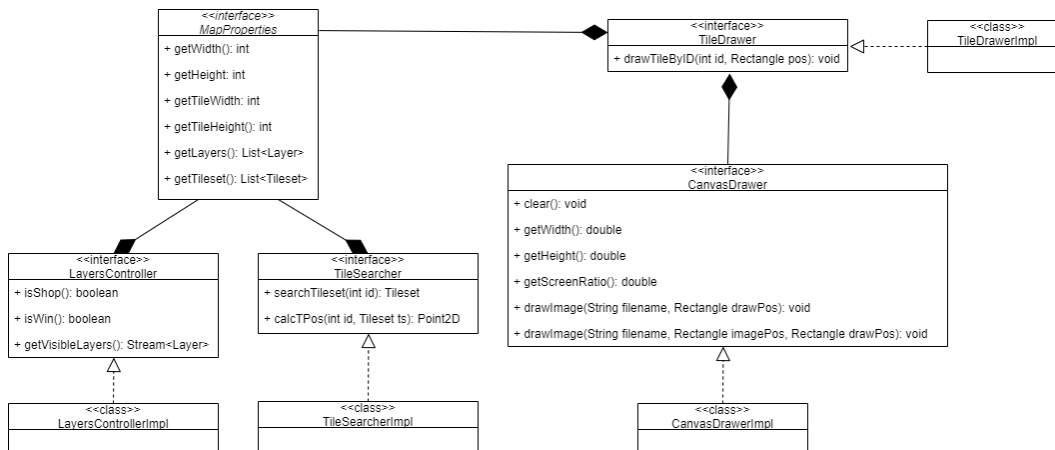 <<interface>>
MapProperties
+ getWidth(): int
+ getHeight: int
+ getTileWidth: int
+ getTileHeight(): int
+ getLayers(): List<Layer>
+ getTileset(): List<Tileset>
<<interface>>
TileDrawer
+ drawTileByID(int id, Rectangle pos): void
<<class>>
TileDrawerImpl
<<interface>>
CanvasDrawer
+ clear(): void
+ getWidth(): double
+ getHeight(): double
+ getScreenRatio(): double
+ drawImage(String filename, Rectangle drawPos): void
+ drawImage(String filename, Rectangle imagePos, Rectangle drawPos): void
<<interface>>
LayersController
+ isShop(): boolean
+ isWin(): boolean
+ getVisibleLayers(): Stream<Layer>
<<interface>>
TileSearcher
+ searchTileset(int id): Tileset
+ calcTPos(int id, Tileset ts): Point2D
<<class>>
LayersControllerImpl
<<class>>
TileSearcherImpl
<<class>>
CanvasDrawerImpl